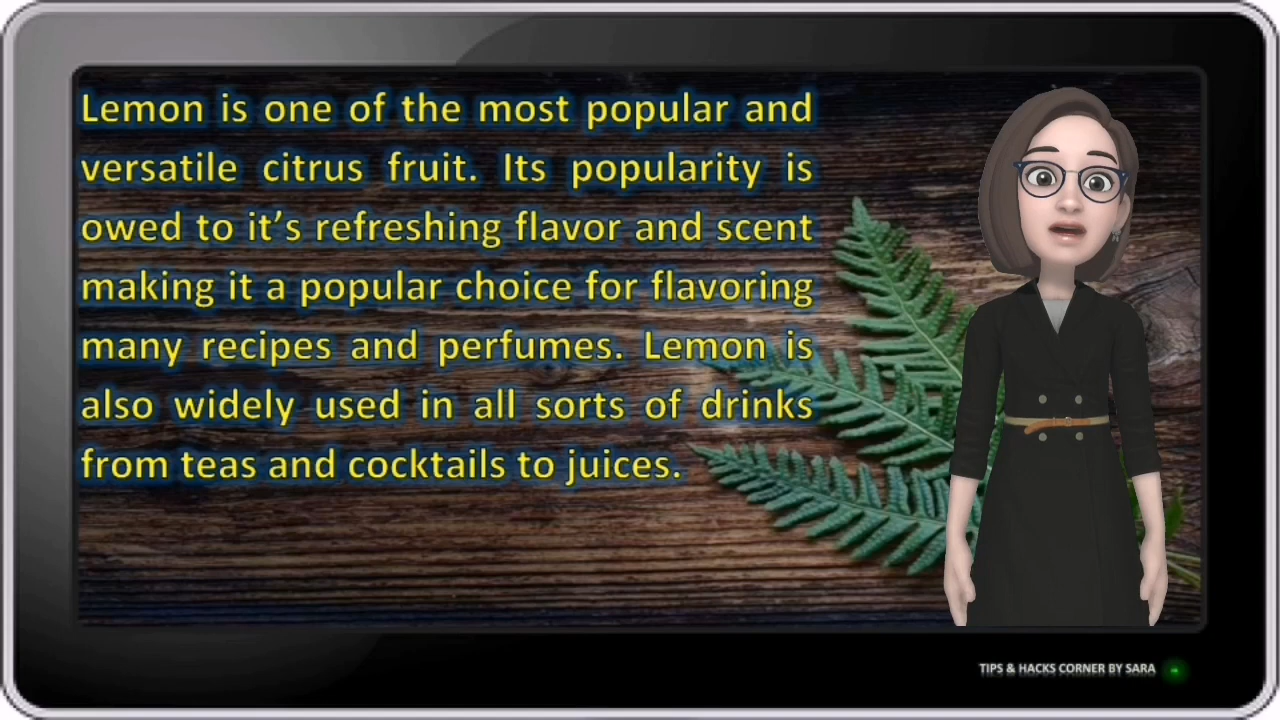 Lemon is one of the most popular and
versatile citrus fruit. Its popularity is
owed to it’s refreshing flavor and scent
making it a popular choice for flavoring
many recipes and perfumes. Lemon is
also widely used in all sorts of drinks
from teas and cocktails to juices.
TIPS & HACKS CORNER BY SARA